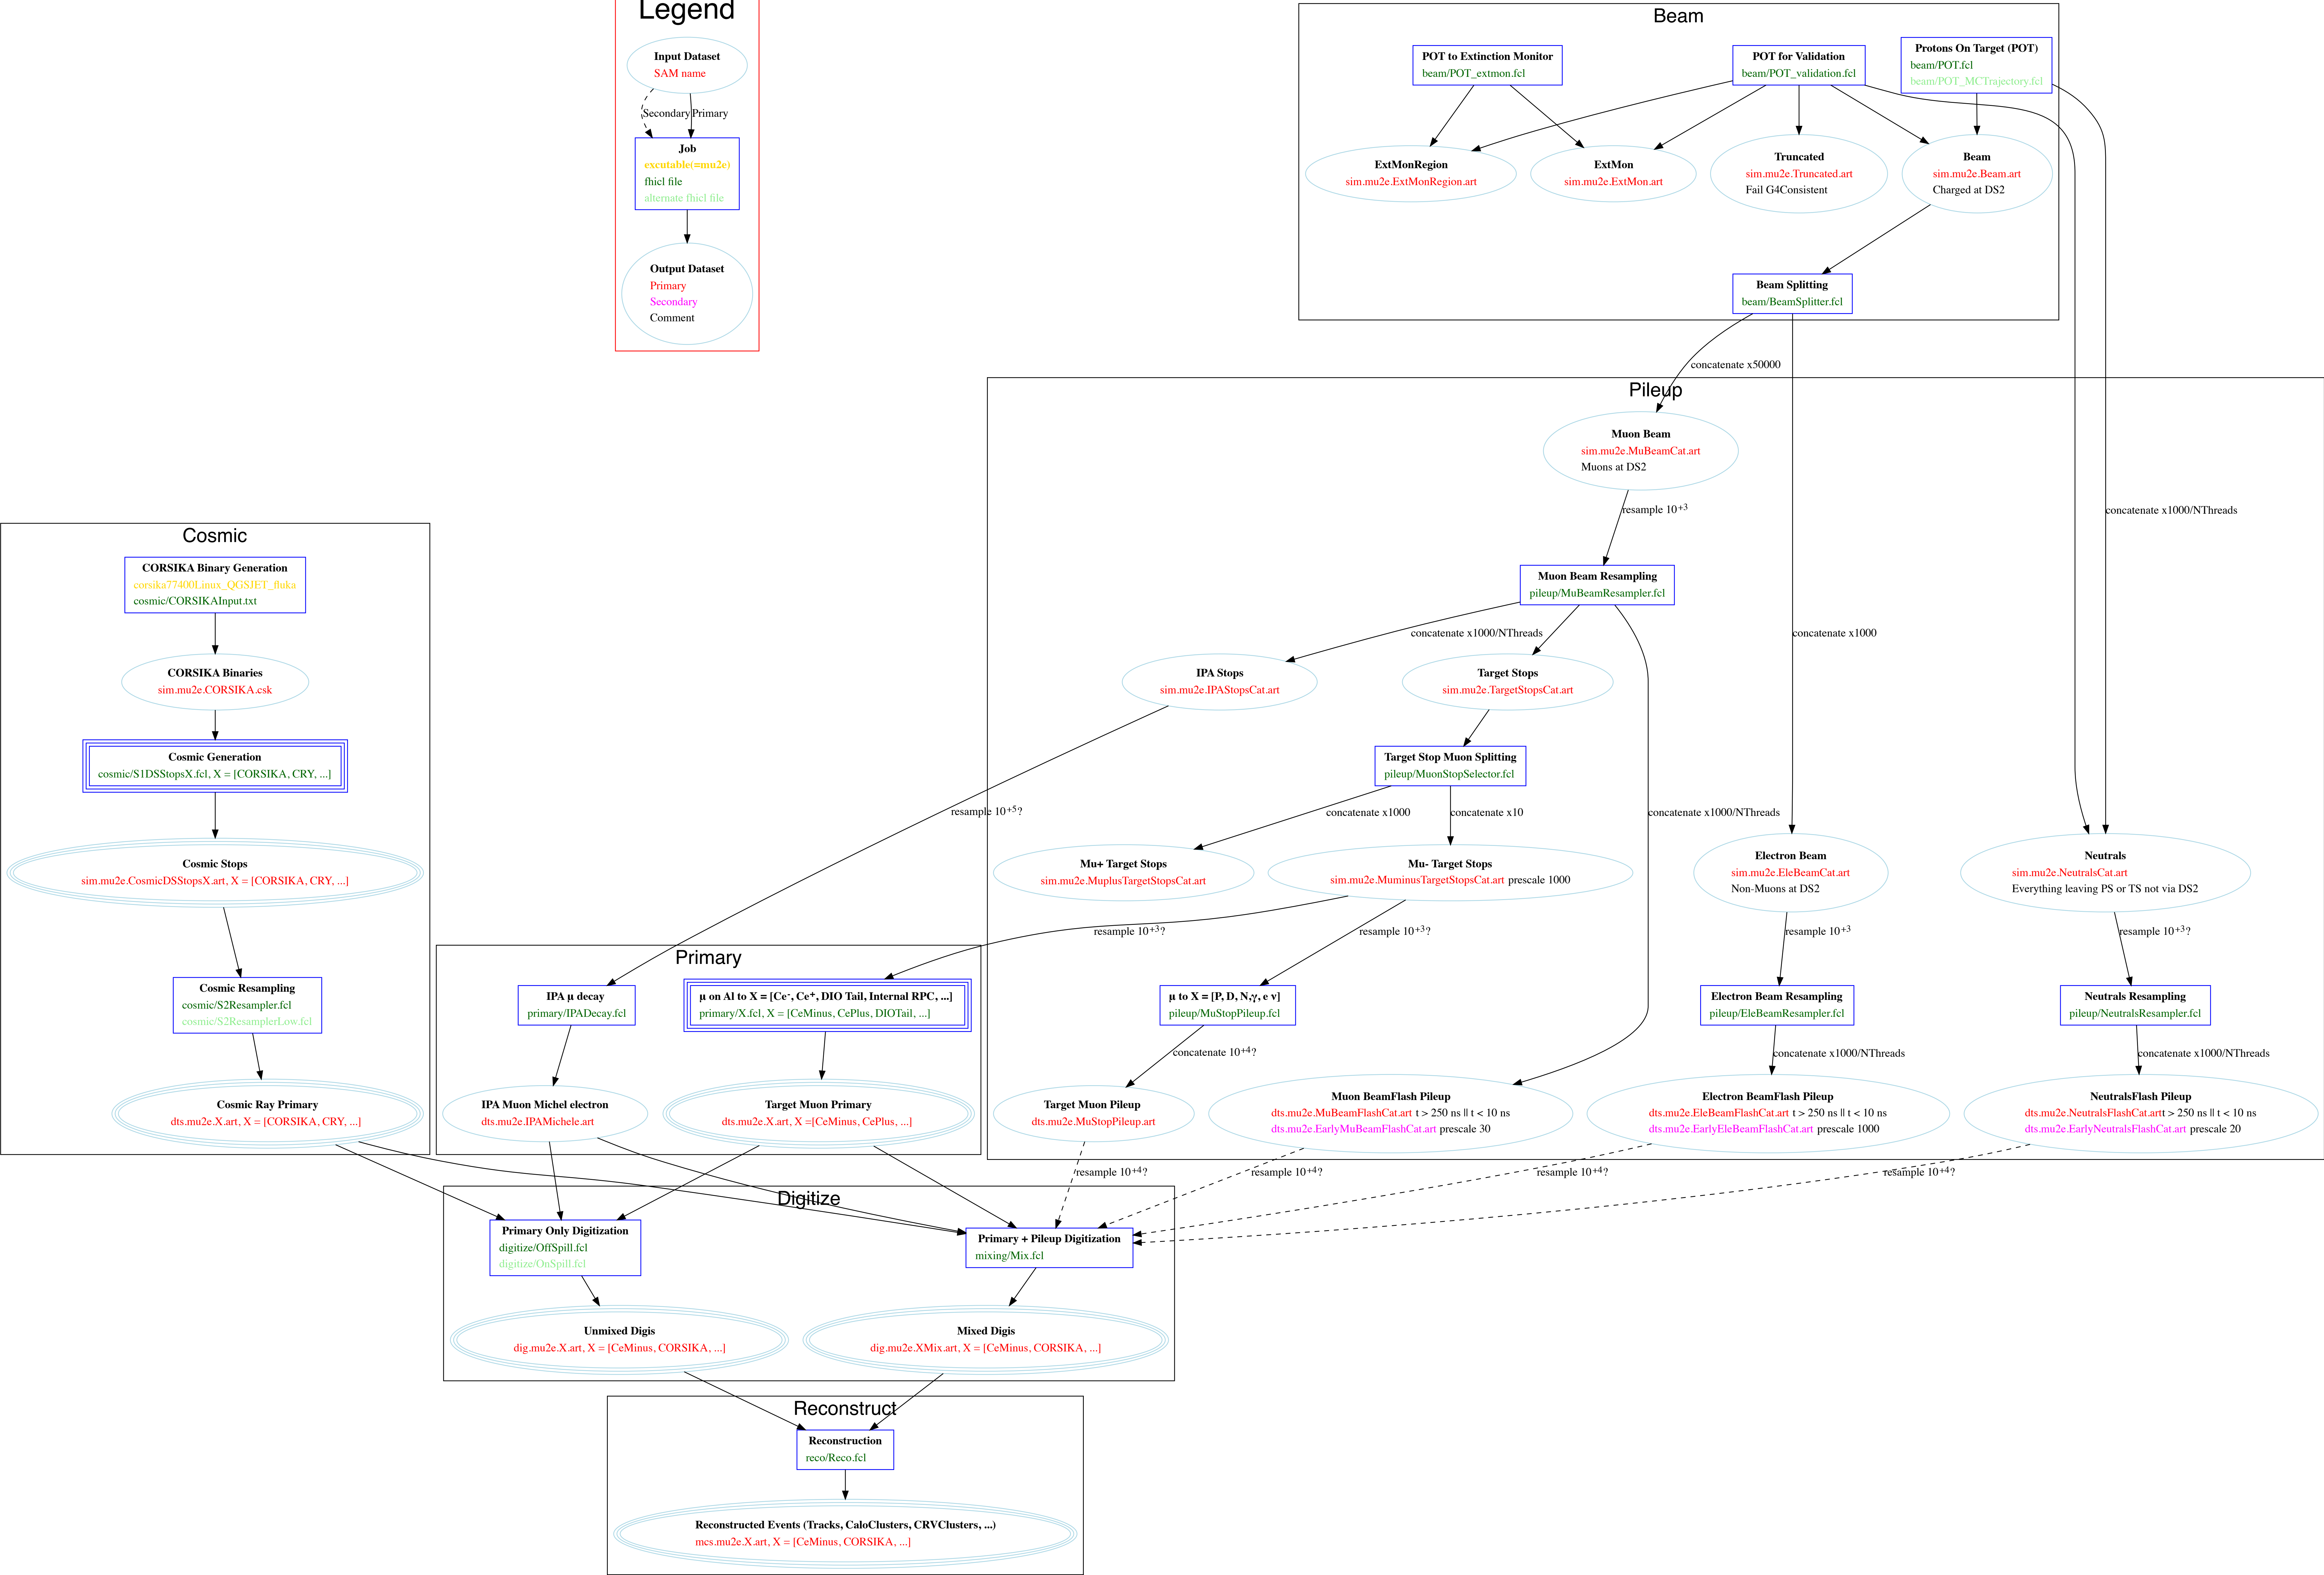 Legend
Input Dataset
SAM name
Secondary
Primary
Job
excutable(=mu2e)
fhicl file
alternate fhicl file
Output Dataset
Primary
Secondary
Comment
Beam
POT to Extinction Monitor
beam/POT_extmon.fcl
POT for Validation
beam/POT_validation.fcl
Protons On Target (POT)
beam/POT.fcl
beam/POT_MCTrajectory.fcl
ExtMonRegion
sim.mu2e.ExtMonRegion.art
ExtMon
sim.mu2e.ExtMon.art
Truncated
sim.mu2e.Truncated.art
Fail G4Consistent
Beam
sim.mu2e.Beam.art
Charged at DS2
Beam Splitting
beam/BeamSplitter.fcl
concatenate x50000
Pileup
Muon Beam
sim.mu2e.MuBeamCat.art
Muons at DS2
resample 10+3
concatenate x1000/NThreads
Muon Beam Resampling
pileup/MuBeamResampler.fcl
concatenate x1000/NThreads
concatenate x1000
IPA Stops
sim.mu2e.IPAStopsCat.art
Target Stops
sim.mu2e.TargetStopsCat.art
Target Stop Muon Splitting
pileup/MuonStopSelector.fcl
resample 10+5?
concatenate x1000
concatenate x10
concatenate x1000/NThreads
Mu+ Target Stops
sim.mu2e.MuplusTargetStopsCat.art
Mu- Target Stops
sim.mu2e.MuminusTargetStopsCat.art prescale 1000
Electron Beam
sim.mu2e.EleBeamCat.art
Non-Muons at DS2
Neutrals
sim.mu2e.NeutralsCat.art
Everything leaving PS or TS not via DS2
resample 10+3?
resample 10+3?
resample 10+3
resample 10+3?
μ to X = [P, D, N,γ, e ν]
pileup/MuStopPileup.fcl
Electron Beam Resampling
pileup/EleBeamResampler.fcl
Neutrals Resampling
pileup/NeutralsResampler.fcl
concatenate 10+4?
concatenate x1000/NThreads
concatenate x1000/NThreads
Target Muon Pileup
dts.mu2e.MuStopPileup.art
Muon BeamFlash Pileup
dts.mu2e.MuBeamFlashCat.art t > 250 ns || t < 10 ns
dts.mu2e.EarlyMuBeamFlashCat.art prescale 30
Electron BeamFlash Pileup
dts.mu2e.EleBeamFlashCat.art t > 250 ns || t < 10 ns
dts.mu2e.EarlyEleBeamFlashCat.art prescale 1000
NeutralsFlash Pileup
dts.mu2e.NeutralsFlashCat.artt > 250 ns || t < 10 ns
dts.mu2e.EarlyNeutralsFlashCat.art prescale 20
Cosmic
CORSIKA Binary Generation
corsika77400Linux_QGSJET_fluka
cosmic/CORSIKAInput.txt
CORSIKA Binaries
sim.mu2e.CORSIKA.csk
Cosmic Generation
cosmic/S1DSStopsX.fcl, X = [CORSIKA, CRY, ...]
Cosmic Stops
sim.mu2e.CosmicDSStopsX.art, X = [CORSIKA, CRY, ...]
Cosmic Resampling
cosmic/S2Resampler.fcl
cosmic/S2ResamplerLow.fcl
Cosmic Ray Primary
dts.mu2e.X.art, X = [CORSIKA, CRY, ...]
Primary
IPA μ decay
primary/IPADecay.fcl
μ on Al to X = [Ce-, Ce+, DIO Tail, Internal RPC, ...]
primary/X.fcl, X = [CeMinus, CePlus, DIOTail, ...]
IPA Muon Michel electron
dts.mu2e.IPAMichele.art
Target Muon Primary
dts.mu2e.X.art, X =[CeMinus, CePlus, ...]
resample 10+4?
resample 10+4?
resample 10+4?
resample 10+4?
Digitize
Primary Only Digitization
digitize/OffSpill.fcl
digitize/OnSpill.fcl
Primary + Pileup Digitization
mixing/Mix.fcl
Unmixed Digis
dig.mu2e.X.art, X = [CeMinus, CORSIKA, ...]
Mixed Digis
dig.mu2e.XMix.art, X = [CeMinus, CORSIKA, ...]
Reconstruct
Reconstruction
reco/Reco.fcl
Reconstructed Events (Tracks, CaloClusters, CRVClusters, ...)
mcs.mu2e.X.art, X = [CeMinus, CORSIKA, ...]